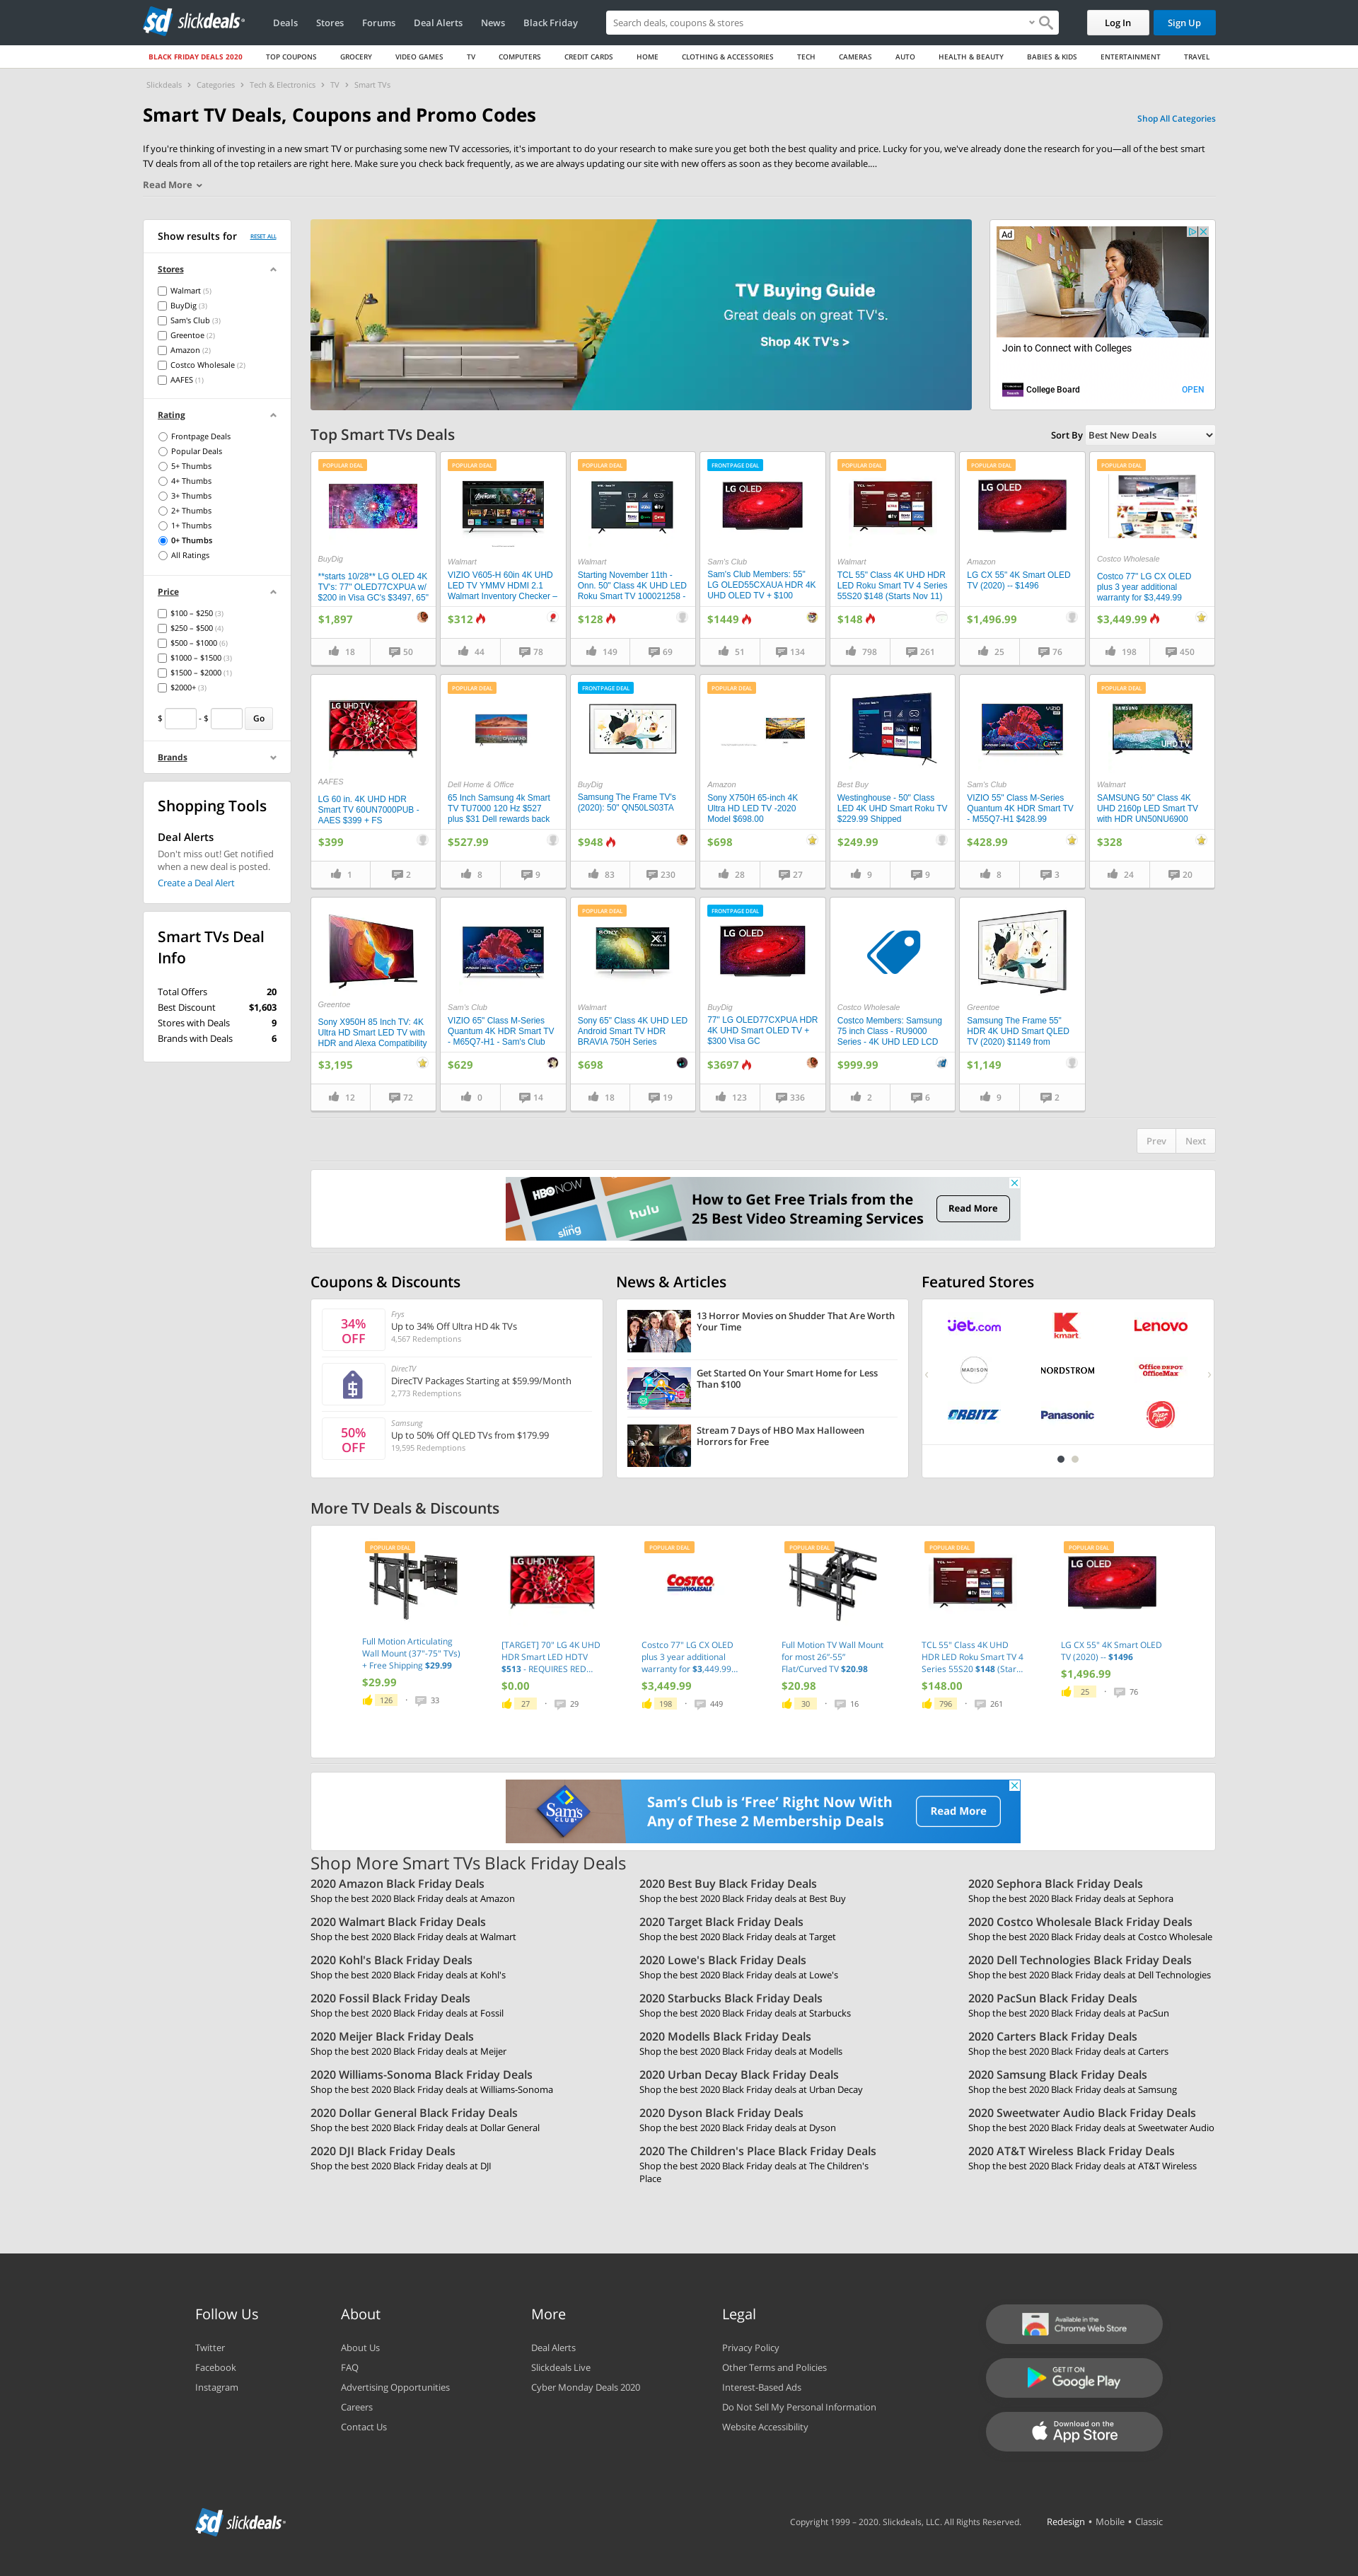 sd slickdeals
Deals Stores Forums Deal Alerts News Black Friday
Search deals, coupons & stores
Log In
Sign Up
BLACK FRIDAY DEALS 2020 TOP COUPONS GROCERY VIDEO GAMES TV COMPUTERS CREDIT CARDS HOME CLOTHING & ACCESSORIES TECH CAMERAS AUTO HEALTH & BEAUTY BABIES & KIDS ENTERTAINMENT TRAVEL
Slickdeals > Categories > Tech & Electronics > TV > Smart TVs
Smart TV Deals, Coupons and Promo Codes
Shop All Categories
If you're thinking of investing in a new smart TV or purchasing some new TV accessories, it's important to do your research to make sure you get both the best quality and price. Lucky for you, we've already done the research for you—all of the best smart
TV deals from all of the top retailers are right here. Make sure you check back frequently, as we are always updating our site with new offers as soon as they become available....
Read More
Show results for RESET ALL
Stores
Walmart (5)
BuyDig (3)
Sam's Club (3)
Greentoe (2)
Amazon (2)
Costco Wholesale (2)
AAFES (1)
Rating
Frontpage Deals
Popular Deals
5+ Thumbs
4+ Thumbs
3+ Thumbs
2+ Thumbs
1+ Thumbs
0+ Thumbs
All Ratings
Price
$100 – $250 (3)
$250 – $500 (4)
$500 – $1000 (6)
$1000 – $1500 (3)
$1500 – $2000 (1)
$2000+ (3)
$ - $ Go
Brands
Shopping Tools
Deal Alerts
Don't miss out! Get notified
when a new deal is posted.
Create a Deal Alert
Smart TVs Deal
Info
Total Offers 20
Best Discount $1,603
Stores with Deals 9
Brands with Deals 6
TV Buying Guide
Great deals on great TV's.
Shop 4K TV's >
Ad
Join to Connect with Colleges
College Board
OPEN
Top Smart TVs Deals
Sort By Best New Deals
POPULAR DEAL
BuyDig
**starts 10/28** LG OLED 4K
TV's: 77" OLED77CXPUA w/
$200 in Visa GC's $3497, 65"
$1,897
18 50
POPULAR DEAL
Walmart
VIZIO V605-H 60in 4K UHD
LED TV YMMV HDMI 2.1
Walmart Inventory Checker –
$312
44 78
POPULAR DEAL
Walmart
Starting November 11th -
Onn. 50" Class 4K UHD LED
Roku Smart TV 100021258 -
$128
149 69
FRONTPAGE DEAL
LG OLED
Sam's Club
Sam's Club Members: 55"
LG OLED55CXAUA HDR 4K
UHD OLED TV + $100
$1449
51 134
POPULAR DEAL
TCL
Walmart
TCL 55" Class 4K UHD HDR
LED Roku Smart TV 4 Series
55S20 $148 (Starts Nov 11)
$148
798 261
POPULAR DEAL
LG OLED
Amazon
LG CX 55" 4K Smart OLED
TV (2020) -- $1496
$1,496.99
25 76
POPULAR DEAL
Costco Wholesale
Costco 77" LG CX OLED
plus 3 year additional
warranty for $3,449.99
$3,449.99
198 450
LG UHD TV
AAFES
LG 60 in. 4K UHD HDR
Smart TV 60UN7000PUB -
AAES $399 + FS
$399
1 2
POPULAR DEAL
Crystal UHD
Dell Home & Office
65 Inch Samsung 4k Smart
TV TU7000 120 Hz $527
plus $31 Dell rewards back
$527.99
8 9
FRONTPAGE DEAL
BuyDig
Samsung The Frame TV's
(2020): 50" QN50LS03TA
$948
83 230
POPULAR DEAL
Amazon
Sony X750H 65-inch 4K
Ultra HD LED TV -2020
Model $698.00
$698
28 27
Best Buy
Westinghouse - 50" Class
LED 4K UHD Smart Roku TV
$229.99 Shipped
$249.99
9 9
VIZIO
Sam's Club
VIZIO 55" Class M-Series
Quantum 4K HDR Smart TV
- M55Q7-H1 $428.99
$428.99
8 3
POPULAR DEAL
SAMSUNG
UHD TV
Walmart
SAMSUNG 50" Class 4K
UHD 2160p LED Smart TV
with HDR UN50NU6900
$328
24 20
Greentoe
Sony X950H 85 Inch TV: 4K
Ultra HD Smart LED TV with
HDR and Alexa Compatibility
$3,195
12 72
VIZIO
Sam's Club
VIZIO 65" Class M-Series
Quantum 4K HDR Smart TV
- M65Q7-H1 - Sam's Club
$629
0 14
POPULAR DEAL
SONY
X1
Walmart
Sony 65" Class 4K UHD LED
Android Smart TV HDR
BRAVIA 750H Series
$698
18 19
FRONTPAGE DEAL
LG OLED
BuyDig
77" LG OLED77CXPUA HDR
4K UHD Smart OLED TV +
$300 Visa GC
$3697
123 336
Costco Wholesale
Costco Members: Samsung
75 inch Class - RU9000
Series - 4K UHD LED LCD
$999.99
2 6
Greentoe
Samsung The Frame 55"
HDR 4K UHD Smart QLED
TV (2020) $1149 from
$1,149
9 2
Prev Next
HBO NOW
hulu
sling
How to Get Free Trials from the
25 Best Video Streaming Services
Read More
Coupons & Discounts
34%
OFF
Frys
Up to 34% Off Ultra HD 4k TVs
4,567 Redemptions
DirecTV
DirecTV Packages Starting at $59.99/Month
2,773 Redemptions
50%
OFF
Samsung
Up to 50% Off QLED TVs from $179.99
19,595 Redemptions
News & Articles
13 Horror Movies on Shudder That Are Worth
Your Time
Get Started On Your Smart Home for Less
Than $100
Stream 7 Days of HBO Max Halloween
Horrors for Free
Featured Stores
jet.com
K
kmart
Lenovo
MADISON
NORDSTROM
Office DEPOT
OfficeMax
ORBITZ
Panasonic
Pizza Hut
More TV Deals & Discounts
POPULAR DEAL
Full Motion Articulating
Wall Mount (37"-75" TVs)
+ Free Shipping $29.99
$29.99
126 · 33
LG UHD TV
[TARGET] 70" LG 4K UHD
HDR Smart LED HDTV
$513 - REQUIRES RED...
$0.00
27 · 29
POPULAR DEAL
COSTCO
WHOLESALE
Costco 77" LG CX OLED
plus 3 year additional
warranty for $3,449.99...
$3,449.99
198 · 449
POPULAR DEAL
Full Motion TV Wall Mount
for most 26"-55"
Flat/Curved TV $20.98
$20.98
30 · 16
POPULAR DEAL
TCL
TCL 55" Class 4K UHD
HDR LED Roku Smart TV 4
Series 55S20 $148 (Star...
$148.00
796 · 261
POPULAR DEAL
LG OLED
LG CX 55" 4K Smart OLED
TV (2020) -- $1496
$1,496.99
25 · 76
Sam's
CLUB
Sam's Club is 'Free' Right Now With
Any of These 2 Membership Deals
Read More
Shop More Smart TVs Black Friday Deals
2020 Amazon Black Friday Deals
Shop the best 2020 Black Friday deals at Amazon
2020 Best Buy Black Friday Deals
Shop the best 2020 Black Friday deals at Best Buy
2020 Sephora Black Friday Deals
Shop the best 2020 Black Friday deals at Sephora
2020 Walmart Black Friday Deals
Shop the best 2020 Black Friday deals at Walmart
2020 Target Black Friday Deals
Shop the best 2020 Black Friday deals at Target
2020 Costco Wholesale Black Friday Deals
Shop the best 2020 Black Friday deals at Costco Wholesale
2020 Kohl's Black Friday Deals
Shop the best 2020 Black Friday deals at Kohl's
2020 Lowe's Black Friday Deals
Shop the best 2020 Black Friday deals at Lowe's
2020 Dell Technologies Black Friday Deals
Shop the best 2020 Black Friday deals at Dell Technologies
2020 Fossil Black Friday Deals
Shop the best 2020 Black Friday deals at Fossil
2020 Starbucks Black Friday Deals
Shop the best 2020 Black Friday deals at Starbucks
2020 PacSun Black Friday Deals
Shop the best 2020 Black Friday deals at PacSun
2020 Meijer Black Friday Deals
Shop the best 2020 Black Friday deals at Meijer
2020 Modells Black Friday Deals
Shop the best 2020 Black Friday deals at Modells
2020 Carters Black Friday Deals
Shop the best 2020 Black Friday deals at Carters
2020 Williams-Sonoma Black Friday Deals
Shop the best 2020 Black Friday deals at Williams-Sonoma
2020 Urban Decay Black Friday Deals
Shop the best 2020 Black Friday deals at Urban Decay
2020 Samsung Black Friday Deals
Shop the best 2020 Black Friday deals at Samsung
2020 Dollar General Black Friday Deals
Shop the best 2020 Black Friday deals at Dollar General
2020 Dyson Black Friday Deals
Shop the best 2020 Black Friday deals at Dyson
2020 Sweetwater Audio Black Friday Deals
Shop the best 2020 Black Friday deals at Sweetwater Audio
2020 DJI Black Friday Deals
Shop the best 2020 Black Friday deals at DJI
2020 The Children's Place Black Friday Deals
Shop the best 2020 Black Friday deals at The Children's
Place
2020 AT&T Wireless Black Friday Deals
Shop the best 2020 Black Friday deals at AT&T Wireless
Follow Us
Twitter
Facebook
Instagram
About
About Us
FAQ
Advertising Opportunities
Careers
Contact Us
More
Deal Alerts
Slickdeals Live
Cyber Monday Deals 2020
Legal
Privacy Policy
Other Terms and Policies
Interest-Based Ads
Do Not Sell My Personal Information
Website Accessibility
Available in the
Chrome Web Store
GET IT ON
Google Play
Download on the
App Store
sd slickdeals
Copyright 1999 – 2020. Slickdeals, LLC. All Rights Reserved.
Redesign • Mobile • Classic